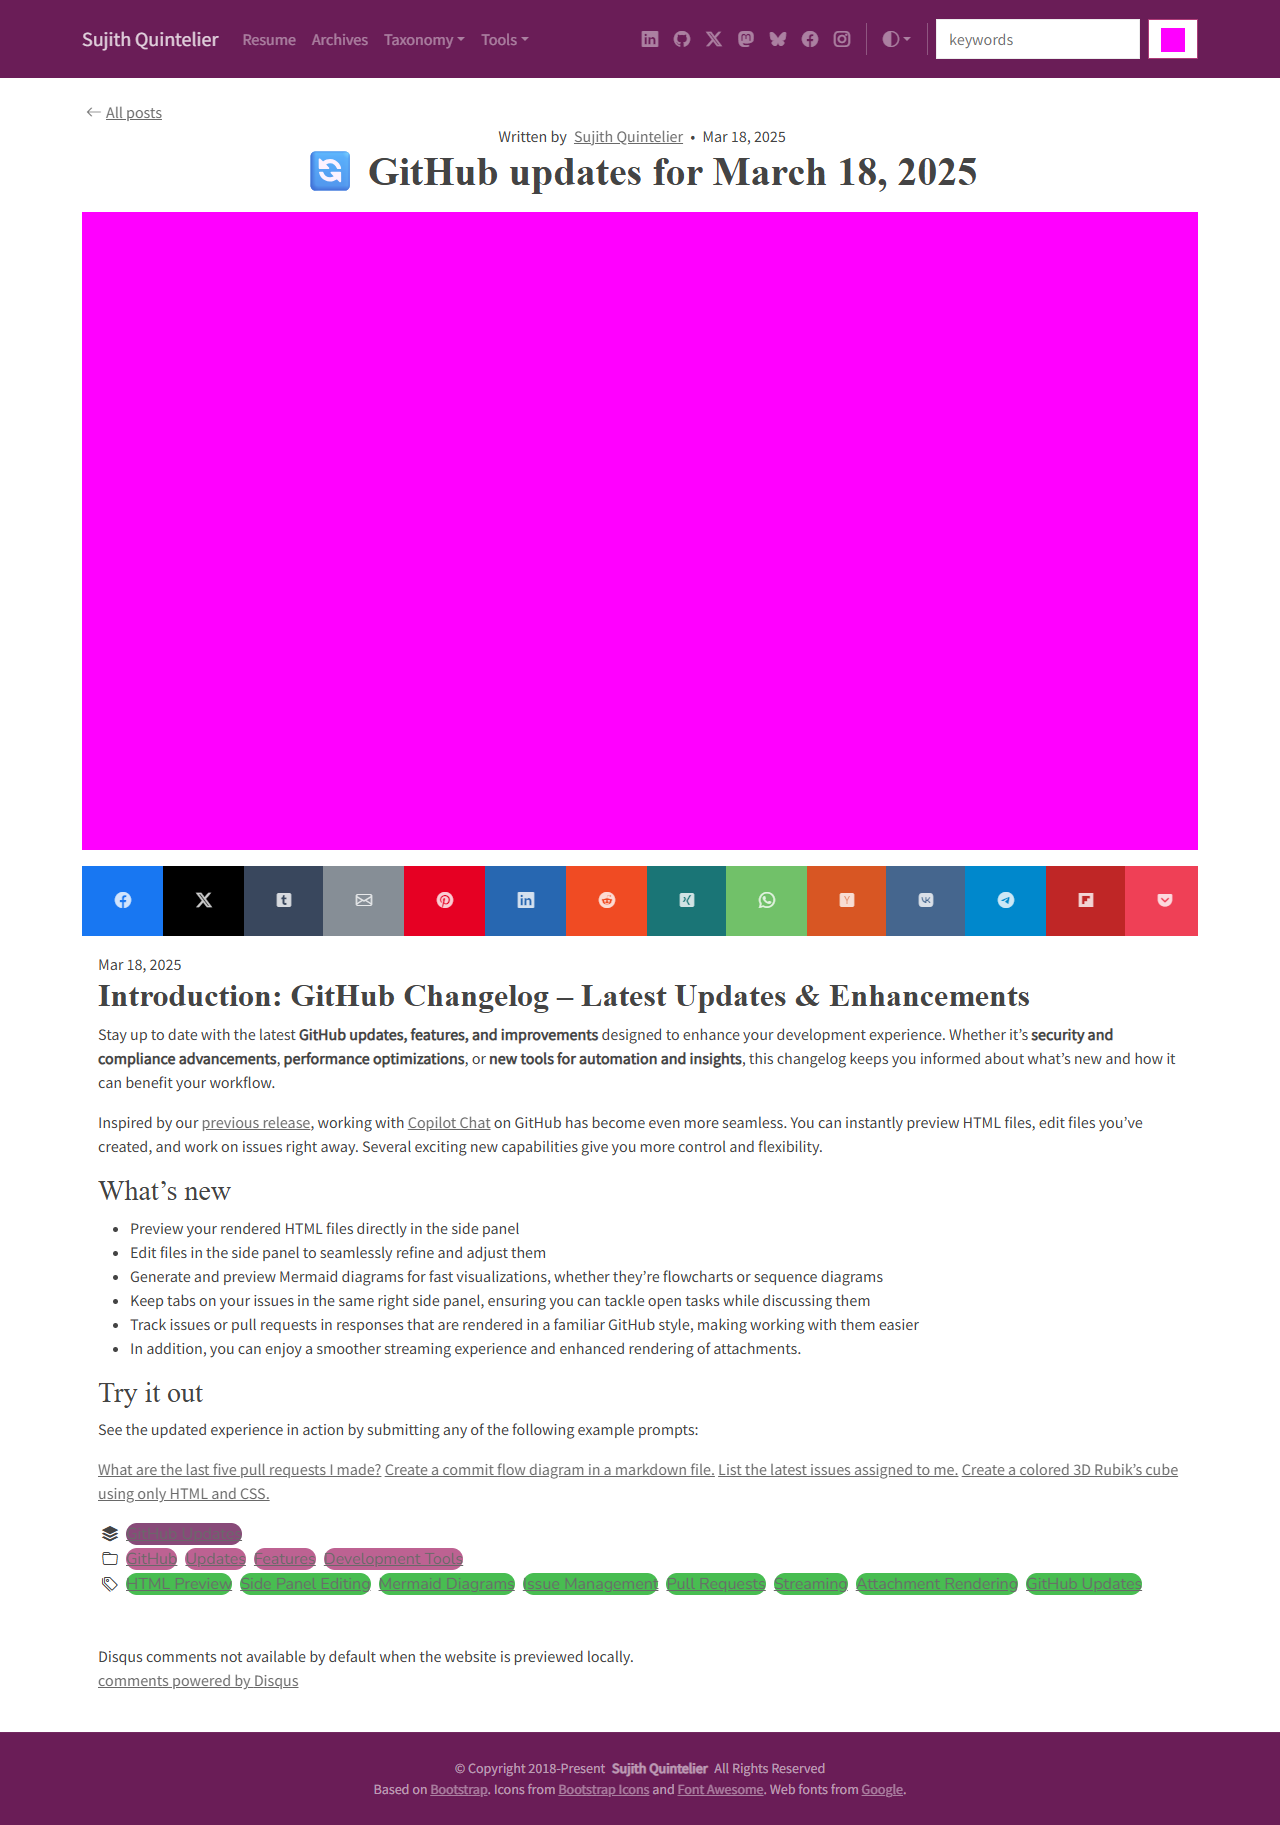 Sujith Quintelier Resume Archives Taxonomy Tools keywords
All posts
Written by Sujith Quintelier • Mar 18, 2025
🔄 GitHub updates for March 18, 2025
Mar 18, 2025
Introduction: GitHub Changelog – Latest Updates & Enhancements
Stay up to date with the latest GitHub updates, features, and improvements designed to enhance your development experience. Whether it’s security and
compliance advancements, performance optimizations, or new tools for automation and insights, this changelog keeps you informed about what’s new and how it
can benefit your workflow.
Inspired by our previous release, working with Copilot Chat on GitHub has become even more seamless. You can instantly preview HTML files, edit files you’ve
created, and work on issues right away. Several exciting new capabilities give you more control and flexibility.
What’s new
• Preview your rendered HTML files directly in the side panel
• Edit files in the side panel to seamlessly refine and adjust them
• Generate and preview Mermaid diagrams for fast visualizations, whether they’re flowcharts or sequence diagrams
• Keep tabs on your issues in the same right side panel, ensuring you can tackle open tasks while discussing them
• Track issues or pull requests in responses that are rendered in a familiar GitHub style, making working with them easier
• In addition, you can enjoy a smoother streaming experience and enhanced rendering of attachments.
Try it out
See the updated experience in action by submitting any of the following example prompts:
What are the last five pull requests I made? Create a commit flow diagram in a markdown file. List the latest issues assigned to me. Create a colored 3D Rubik’s cube
using only HTML and CSS.
GitHub Updates
GitHub Updates Features Development Tools
HTML Preview Side Panel Editing Mermaid Diagrams Issue Management Pull Requests Streaming Attachment Rendering GitHub Updates
Disqus comments not available by default when the website is previewed locally.
comments powered by Disqus
© Copyright 2018-Present Sujith Quintelier All Rights Reserved
Based on Bootstrap. Icons from Bootstrap Icons and Font Awesome. Web fonts from Google.